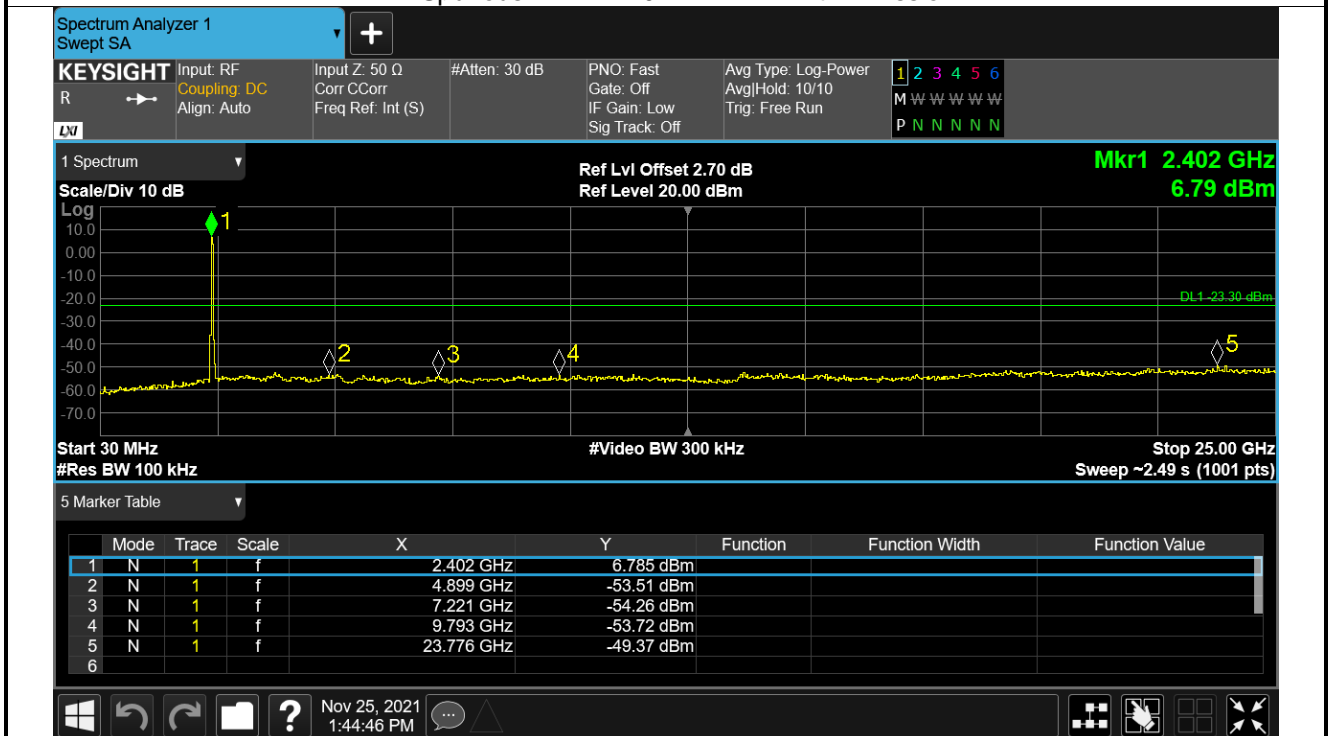 Spectrum Analyzer 1
Swept SA
+
KEYSIGHT Input: RF Input Z: 50 Ω #Atten: 30 dB PNO: Fast Avg Type: Log-Power 1 2 3 4 5 6
R Coupling: DC Corr CCorr Gate: Off Avg|Hold: 10/10 M W W W W W
Align: Auto Freq Ref: Int (S) IF Gain: Low Trig: Free Run
LXI Sig Track: Off P N N N N N
1 Spectrum Ref Lvl Offset 2.70 dB Mkr1 2.402 GHz
Scale/Div 10 dB Ref Level 20.00 dBm 6.79 dBm
Log
1
10.0
0.00
-10.0
-20.0
DL1 -23.30 dBm
-30.0
-40.0
2 3 4 5
-50.0
-60.0
-70.0
Start 30 MHz #Video BW 300 kHz Stop 25.00 GHz
#Res BW 100 kHz Sweep ~2.49 s (1001 pts)
5 Marker Table
Mode Trace Scale X Y Function Function Width Function Value
1 N 1 f 2.402 GHz 6.785 dBm
2 N 1 f 4.899 GHz -53.51 dBm
3 N 1 f 7.221 GHz -54.26 dBm
4 N 1 f 9.793 GHz -53.72 dBm
5 N 1 f 23.776 GHz -49.37 dBm
6
? Nov 25, 2021
1:44:46 PM